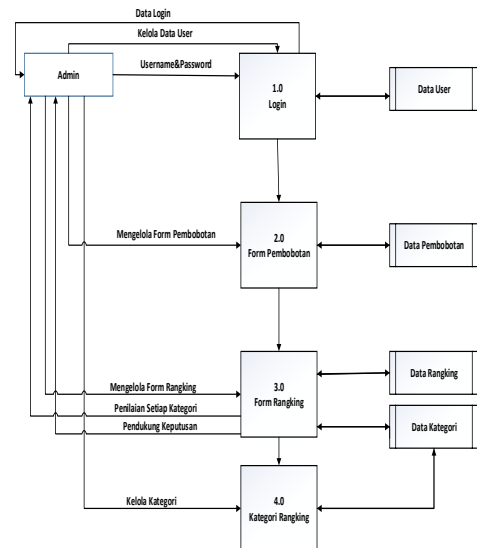 Data Login
Kelola Data User
Username&Password
Admin
1.0
Login
Data User
2.0
Form Pembobotan
Mengelola Form Pembobotan
Data Pembobotan
3.0
Form Rangking
Mengelola Form Rangking
Penilaian Setiap Kategori
Pendukung Keputusan
Data Rangking
Data Kategori
4.0
Kategori Rangking
Kelola Kategori